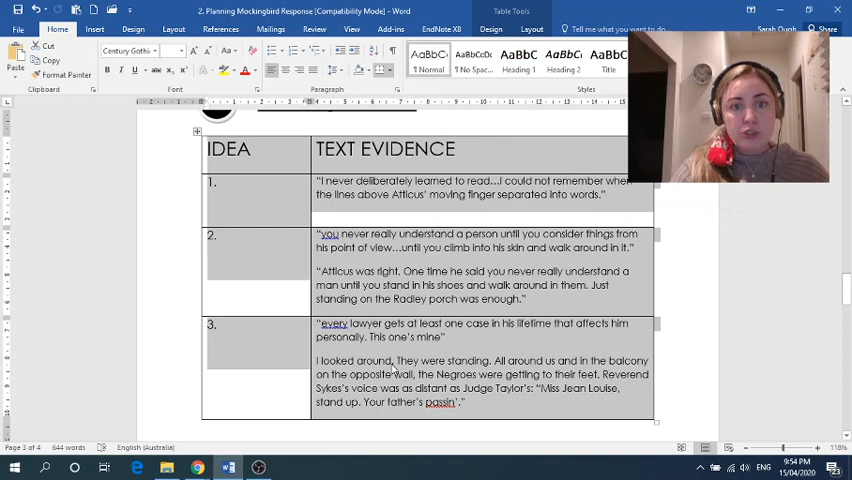 2. Planning Mockingbird Response [Compatibility Mode] - Word
Table Tools
Sarah Ough
File Home Insert Draw Design Layout References Mailings Review View Add-ins EndNote X8 Design Layout Tell me what you want to do... Share
Paste
Cut
Copy
Format Painter
Century Gothi
AaBbC AaBbCcDc AaBbC AaBbCc AaBb
¶ Normal ¶ No Spac... Heading 1 Heading 2 Title
Clipboard Font Paragraph Styles
IDEA TEXT EVIDENCE
1. “I never deliberately learned to read…I could not remember when
the lines above Atticus’ moving finger separated into words.”
2. “you never really understand a person until you consider things from
his point of view…until you climb into his skin and walk around in it.”
“Atticus was right. One time he said you never really understand a
man until you stand in his shoes and walk around in them. Just
standing on the Radley porch was enough.”
3. “every lawyer gets at least one case in his lifetime that affects him
personally. This one’s mine”
I looked around. They were standing. All around us and in the balcony
on the opposite wall, the Negroes were getting to their feet. Reverend
Sykes’s voice was as distant as Judge Taylor’s: “Miss Jean Louise,
stand up. Your father’s passin’.”
Page 3 of 4 644 words English (Australia) 118%
ENG
9:54 PM
15/04/2020